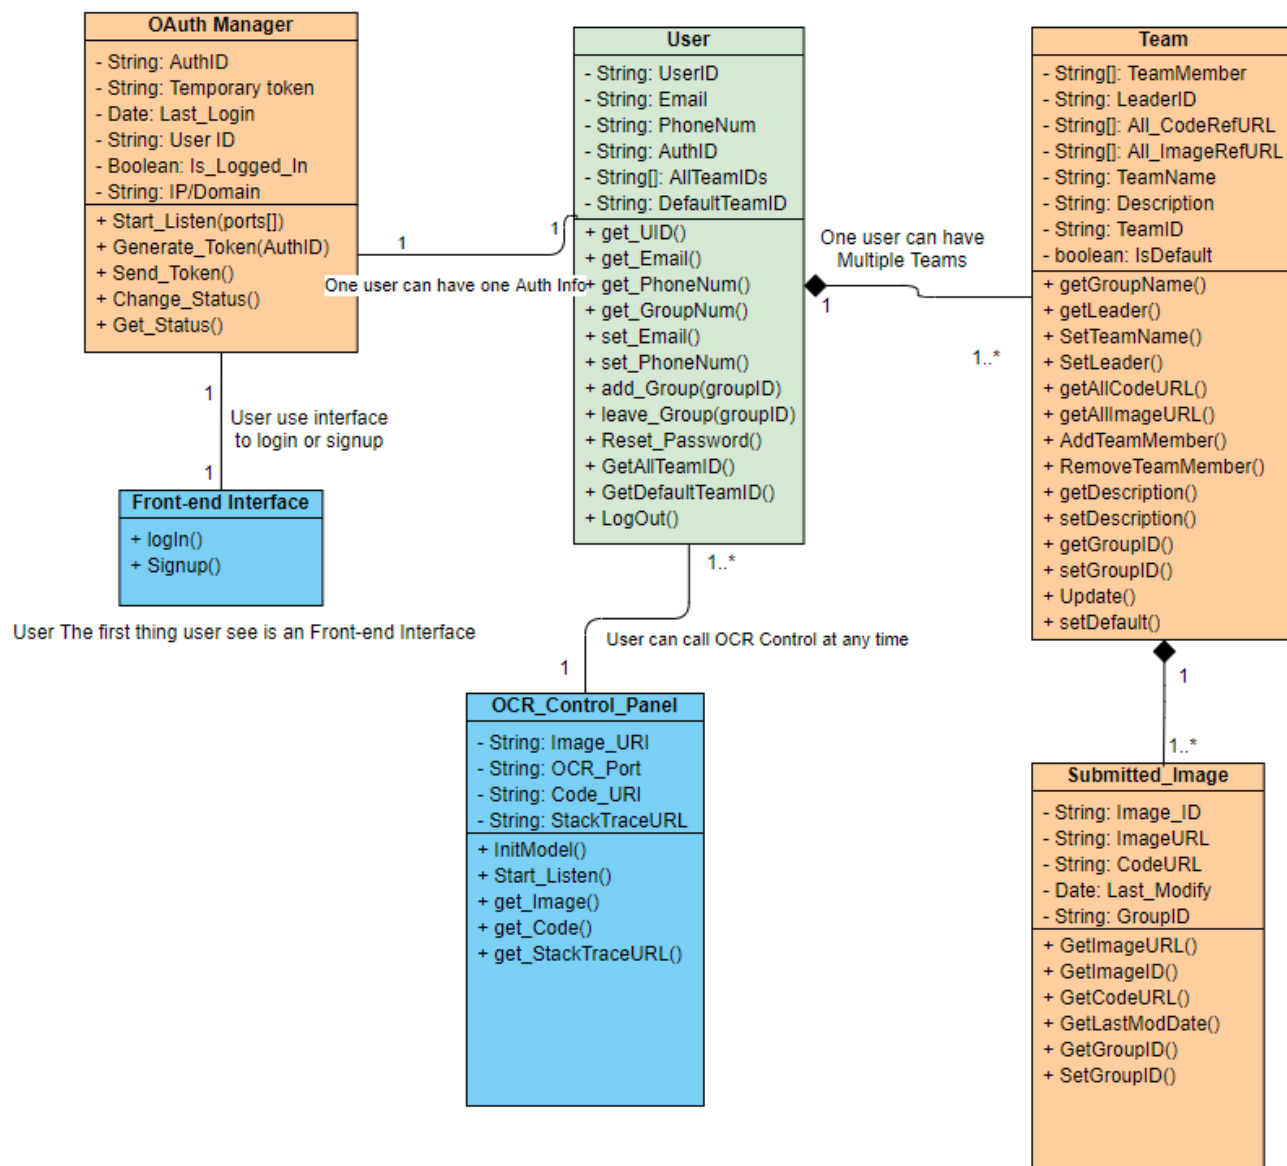 OAuth Manager
- String: AuthID
- String: Temporary token
- Date: Last_Login
- String: User ID
- Boolean: Is_Logged_In
- String: IP/Domain
+ Start_Listen(ports[])
+ Generate_Token(AuthID)
+ Send_Token()
+ Change_Status()
+ Get_Status()
1
1
One user can have one Auth Info
User
- String: UserID
- String: Email
- String: PhoneNum
- String: AuthID
- String[]: AllTeamIDs
- String: DefaultTeamID
+ get_UID()
+ get_Email()
+ get_PhoneNum()
+ get_GroupNum()
+ set_Email()
+ set_PhoneNum()
+ add_Group(groupID)
+ leave_Group(groupID)
+ Reset_Password()
+ GetAllTeamID()
+ GetDefaultTeamID()
+ LogOut()
One user can have
Multiple Teams
1
1..*
Team
- String[]: TeamMember
- String: LeaderID
- String[]: All_CodeRefURL
- String[]: All_ImageRefURL
- String: TeamName
- String: Description
- String: TeamID
- boolean: IsDefault
+ getGroupName()
+ getLeader()
+ SetTeamName()
+ SetLeader()
+ getAllCodeURL()
+ getAllImageURL()
+ AddTeamMember()
+ RemoveTeamMember()
+ getDescription()
+ setDescription()
+ getGroupID()
+ setGroupID()
+ Update()
+ setDefault()
1
User use interface
to login or signup
1
Front-end Interface
+ logIn()
+ Signup()
User The first thing user see is an Front-end Interface
1..*
User can call OCR Control at any time
1
OCR_Control_Panel
- String: Image_URI
- String: OCR_Port
- String: Code_URI
- String: StackTraceURL
+ InitModel()
+ Start_Listen()
+ get_Image()
+ get_Code()
+ get_StackTraceURL()
1
1..*
Submitted_Image
- String: Image_ID
- String: ImageURL
- String: CodeURL
- Date: Last_Modify
- String: GroupID
+ GetImageURL()
+ GetImageID()
+ GetCodeURL()
+ GetLastModDate()
+ GetGroupID()
+ SetGroupID()